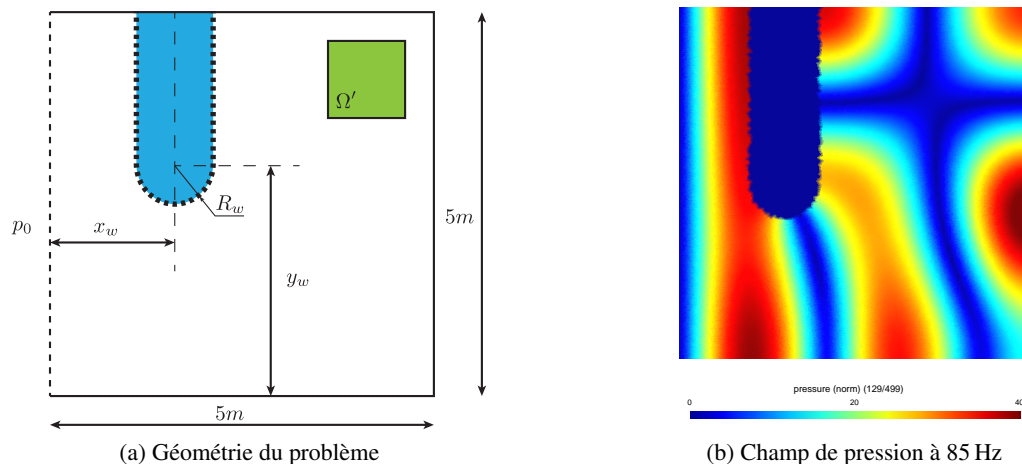 Ω′
R_w
p_0
x_w
5m
y_w
5m
(a) Géométrie du problème
pressure (norm) (129/499)
0
20
40
(b) Champ de pression à 85 Hz